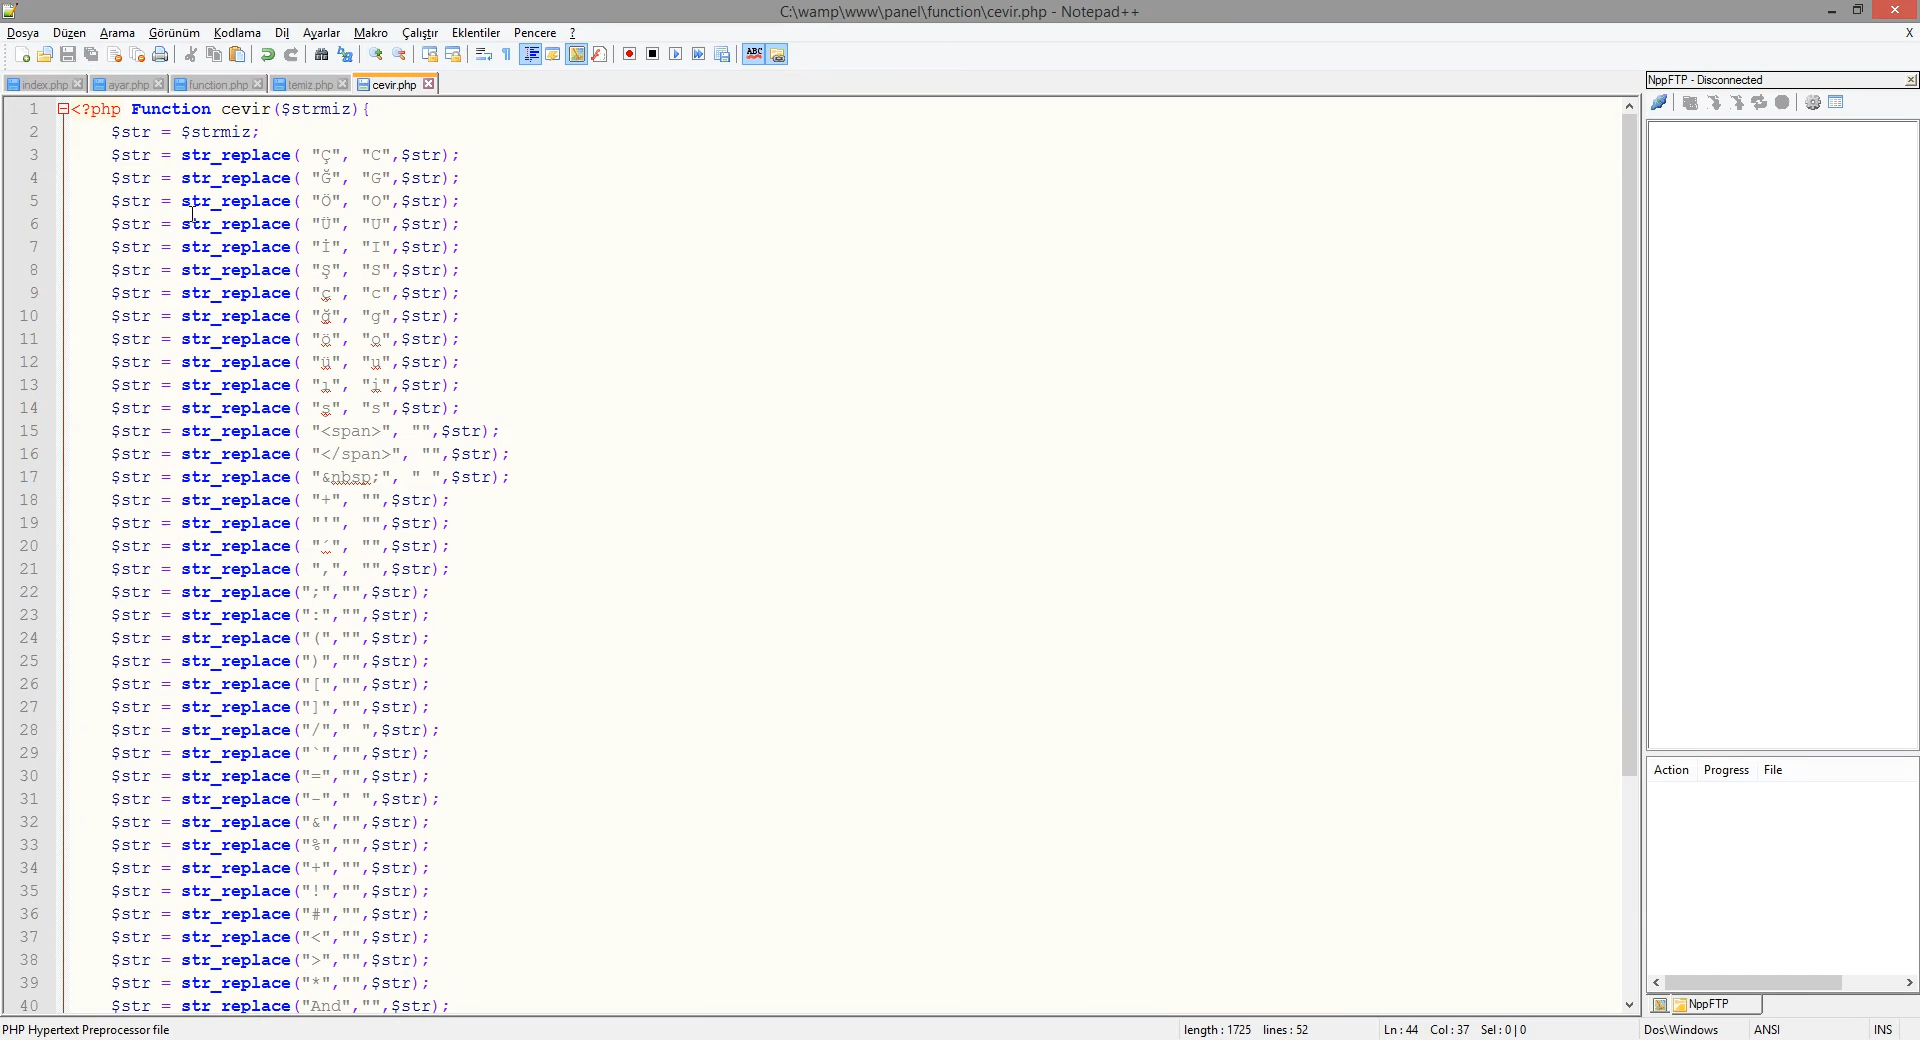 C:\wamp\www\panel\function\cevir.php - Notepad++
Dosya Düzen Arama Görünüm Kodlama Dil Ayarlar Makro Çalıştır Eklentiler Pencere ? X
index.php ayar.php function.php temiz.php cevir.php
1 <?php Function cevir($strmiz){
2 $str = $strmiz;
3 $str = str_replace( "Ç", "C",$str);
4 $str = str_replace( "Ğ", "G",$str);
5 $str = str_replace( "Ö", "O",$str);
6 $str = str_replace( "Ü", "U",$str);
7 $str = str_replace( "İ", "I",$str);
8 $str = str_replace( "Ş", "S",$str);
9 $str = str_replace( "ç", "c",$str);
10 $str = str_replace( "ğ", "g",$str);
11 $str = str_replace( "ö", "o",$str);
12 $str = str_replace( "ü", "u",$str);
13 $str = str_replace( "ı", "i",$str);
14 $str = str_replace( "ş", "s",$str);
15 $str = str_replace( "<span>", "",$str);
16 $str = str_replace( "</span>", "",$str);
17 $str = str_replace( "&nbsp;", " ",$str);
18 $str = str_replace( "+", "",$str);
19 $str = str_replace( "'", "",$str);
20 $str = str_replace( "´", "",$str);
21 $str = str_replace( ",", "",$str);
22 $str = str_replace(";","",$str);
23 $str = str_replace(":","",$str);
24 $str = str_replace("(","",$str);
25 $str = str_replace(")","",$str);
26 $str = str_replace("[","",$str);
27 $str = str_replace("]","",$str);
28 $str = str_replace("/"," ",$str);
29 $str = str_replace("`","",$str);
30 $str = str_replace("=","",$str);
31 $str = str_replace("-"," ",$str);
32 $str = str_replace("&","",$str);
33 $str = str_replace("%","",$str);
34 $str = str_replace("+","",$str);
35 $str = str_replace("!","",$str);
36 $str = str_replace("#","",$str);
37 $str = str_replace("<","",$str);
38 $str = str_replace(">","",$str);
39 $str = str_replace("*","",$str);
40 $str = str_replace("And","",$str);
NppFTP - Disconnected
Action Progress File
NppFTP
PHP Hypertext Preprocessor file length : 1725 lines : 52 Ln : 44 Col : 37 Sel : 0 | 0 Dos\Windows ANSI INS